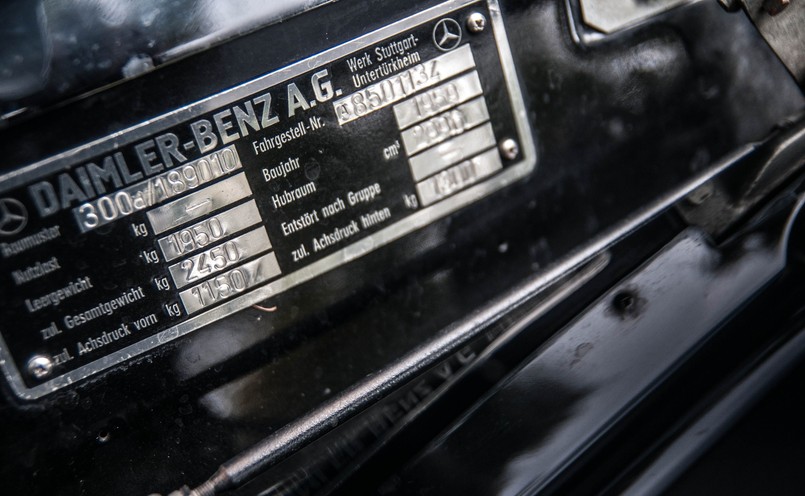 DAIMLER-BENZ A.G.
Werk Stuttgart-
Untertürkheim
Baumuster 300d/189010
Nutzlast kg —
Leergewicht kg 1950
zul. Gesamtgewicht kg 2450
zul. Achsdruck vorn kg 1150
Fahrgestell-Nr.
Baujahr
Hubraum cm³
Entstört nach Gruppe —
zul. Achsdruck hinten kg